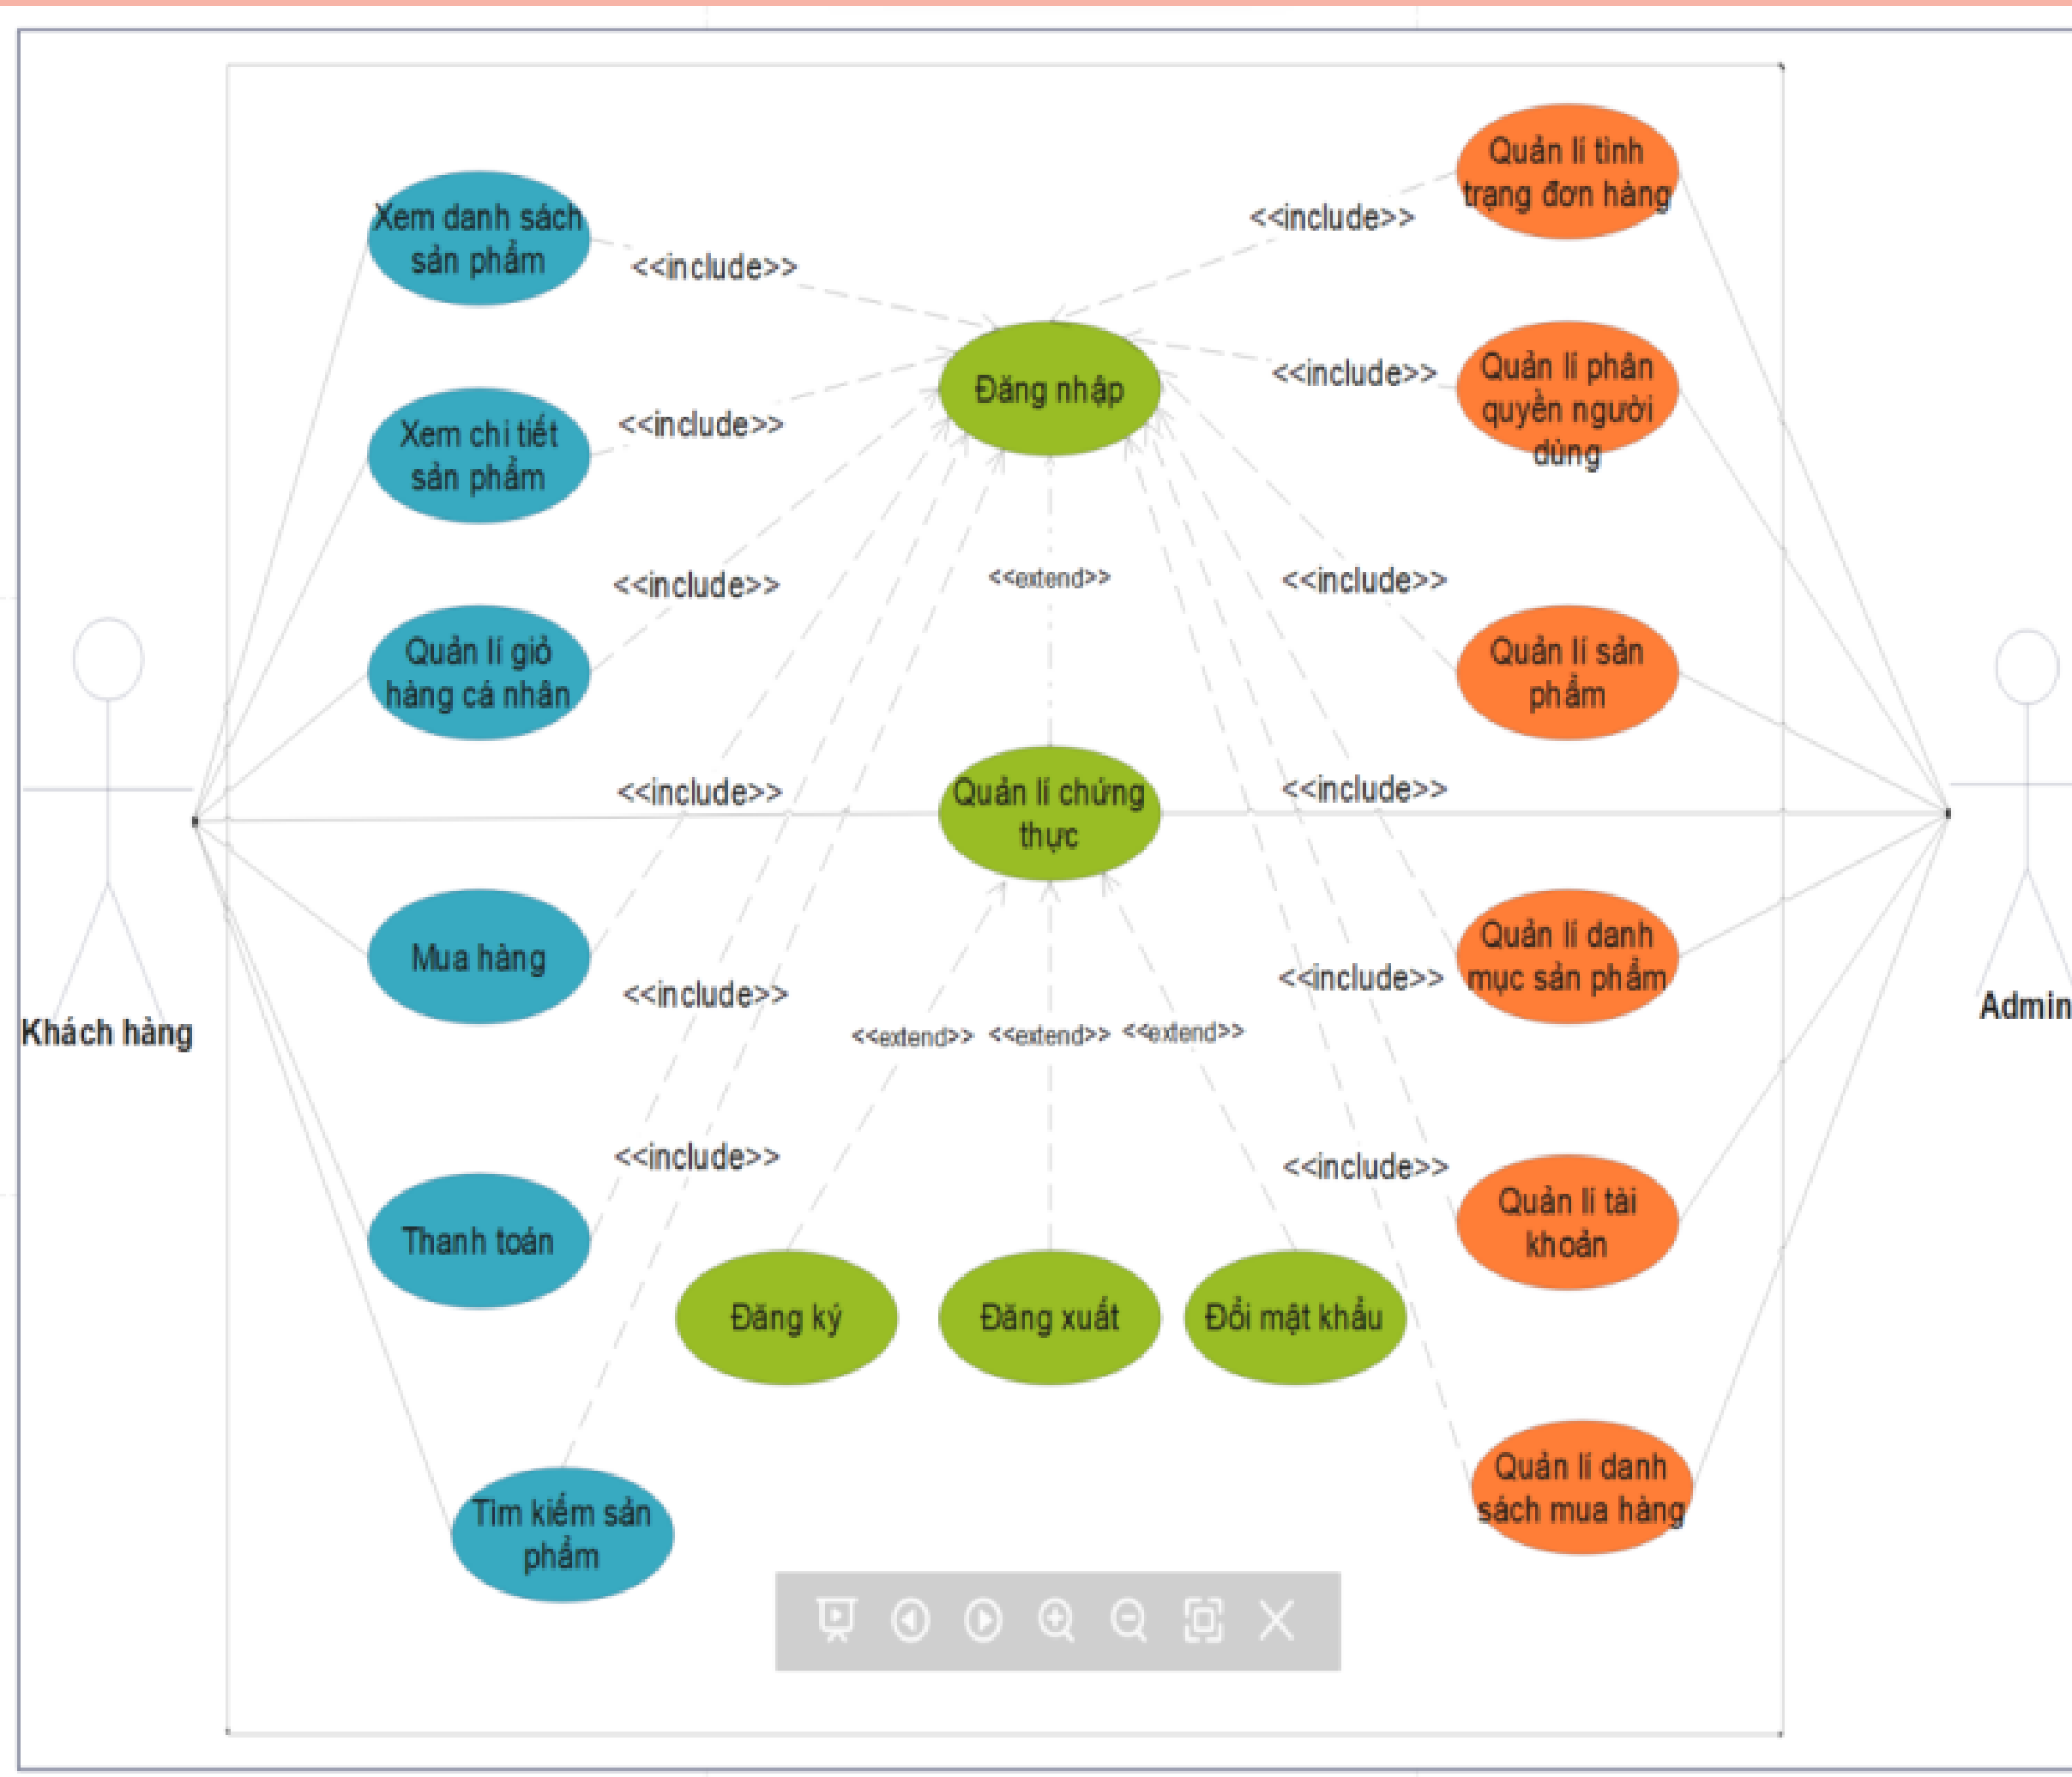 Quản lí tình
trạng đơn hàng
Xem danh sách
sản phẩm
<<include>>
<<include>>
Đăng nhập
Quản lí phân
quyền người
dùng
<<include>>
Xem chi tiết
sản phẩm
<<include>>
<<include>>
<<extend>>
<<include>>
Quản lí giỏ
hàng cá nhân
Quản lí sản
phẩm
<<include>>
Quản lí chứng
thực
<<include>>
Mua hàng
Quản lí danh
mục sản phẩm
<<include>>
<<include>>
Khách hàng
Admin
<<extend>>
<<extend>>
<<extend>>
<<include>>
<<include>>
Thanh toán
Quản lí tài
khoản
Đăng ký
Đăng xuất
Đổi mật khẩu
Tìm kiếm sản
phẩm
Quản lí danh
sách mua hàng